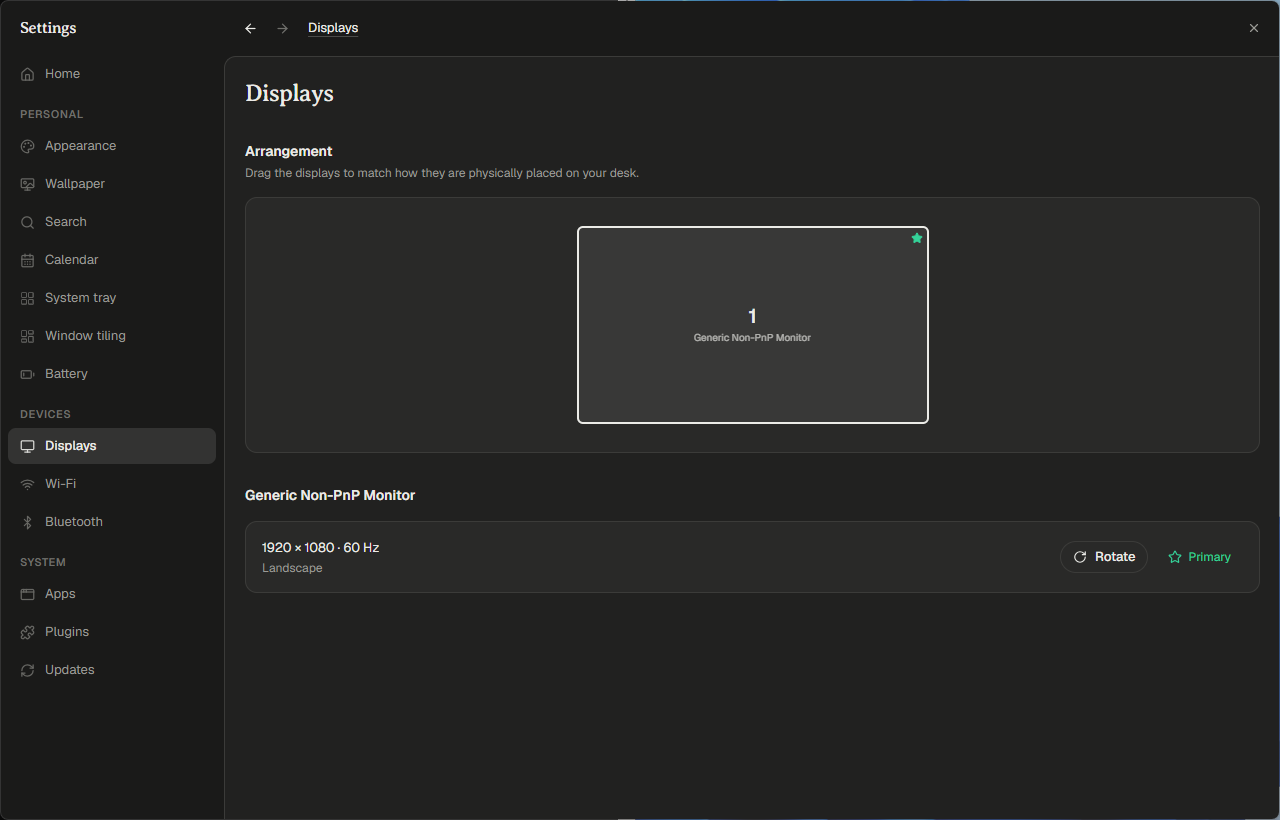 Settings
Displays
Home
PERSONAL
Appearance
Wallpaper
Search
Calendar
System tray
Window tiling
Battery
DEVICES
Displays
Wi-Fi
Bluetooth
SYSTEM
Apps
Plugins
Updates
Displays
Arrangement
Drag the displays to match how they are physically placed on your desk.
1
Generic Non-PnP Monitor
Generic Non-PnP Monitor
1920 × 1080 · 60 Hz
Landscape
Rotate
Primary